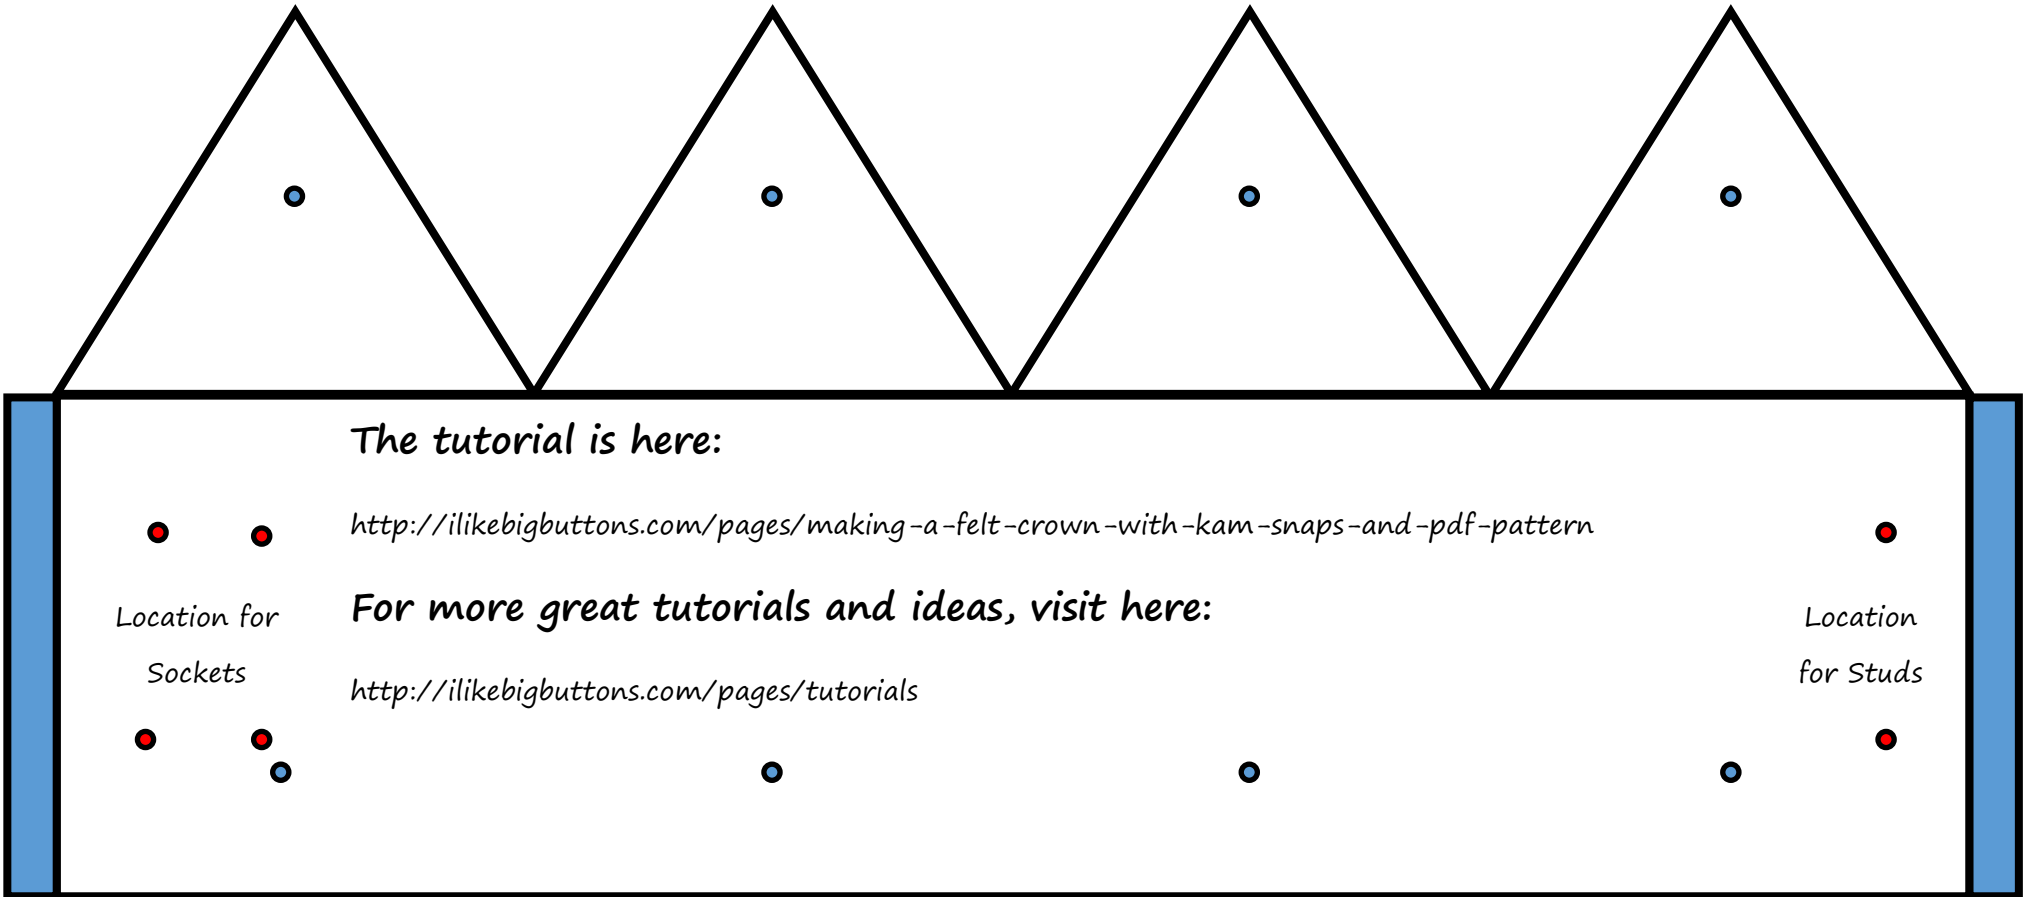 The tutorial is here:
http://ilikebigbuttons.com/pages/making-a-felt-crown-with-kam-snaps-and-pdf-pattern
For more great tutorials and ideas, visit here:
http://ilikebigbuttons.com/pages/tutorials
Location for
Sockets
Location
for Studs